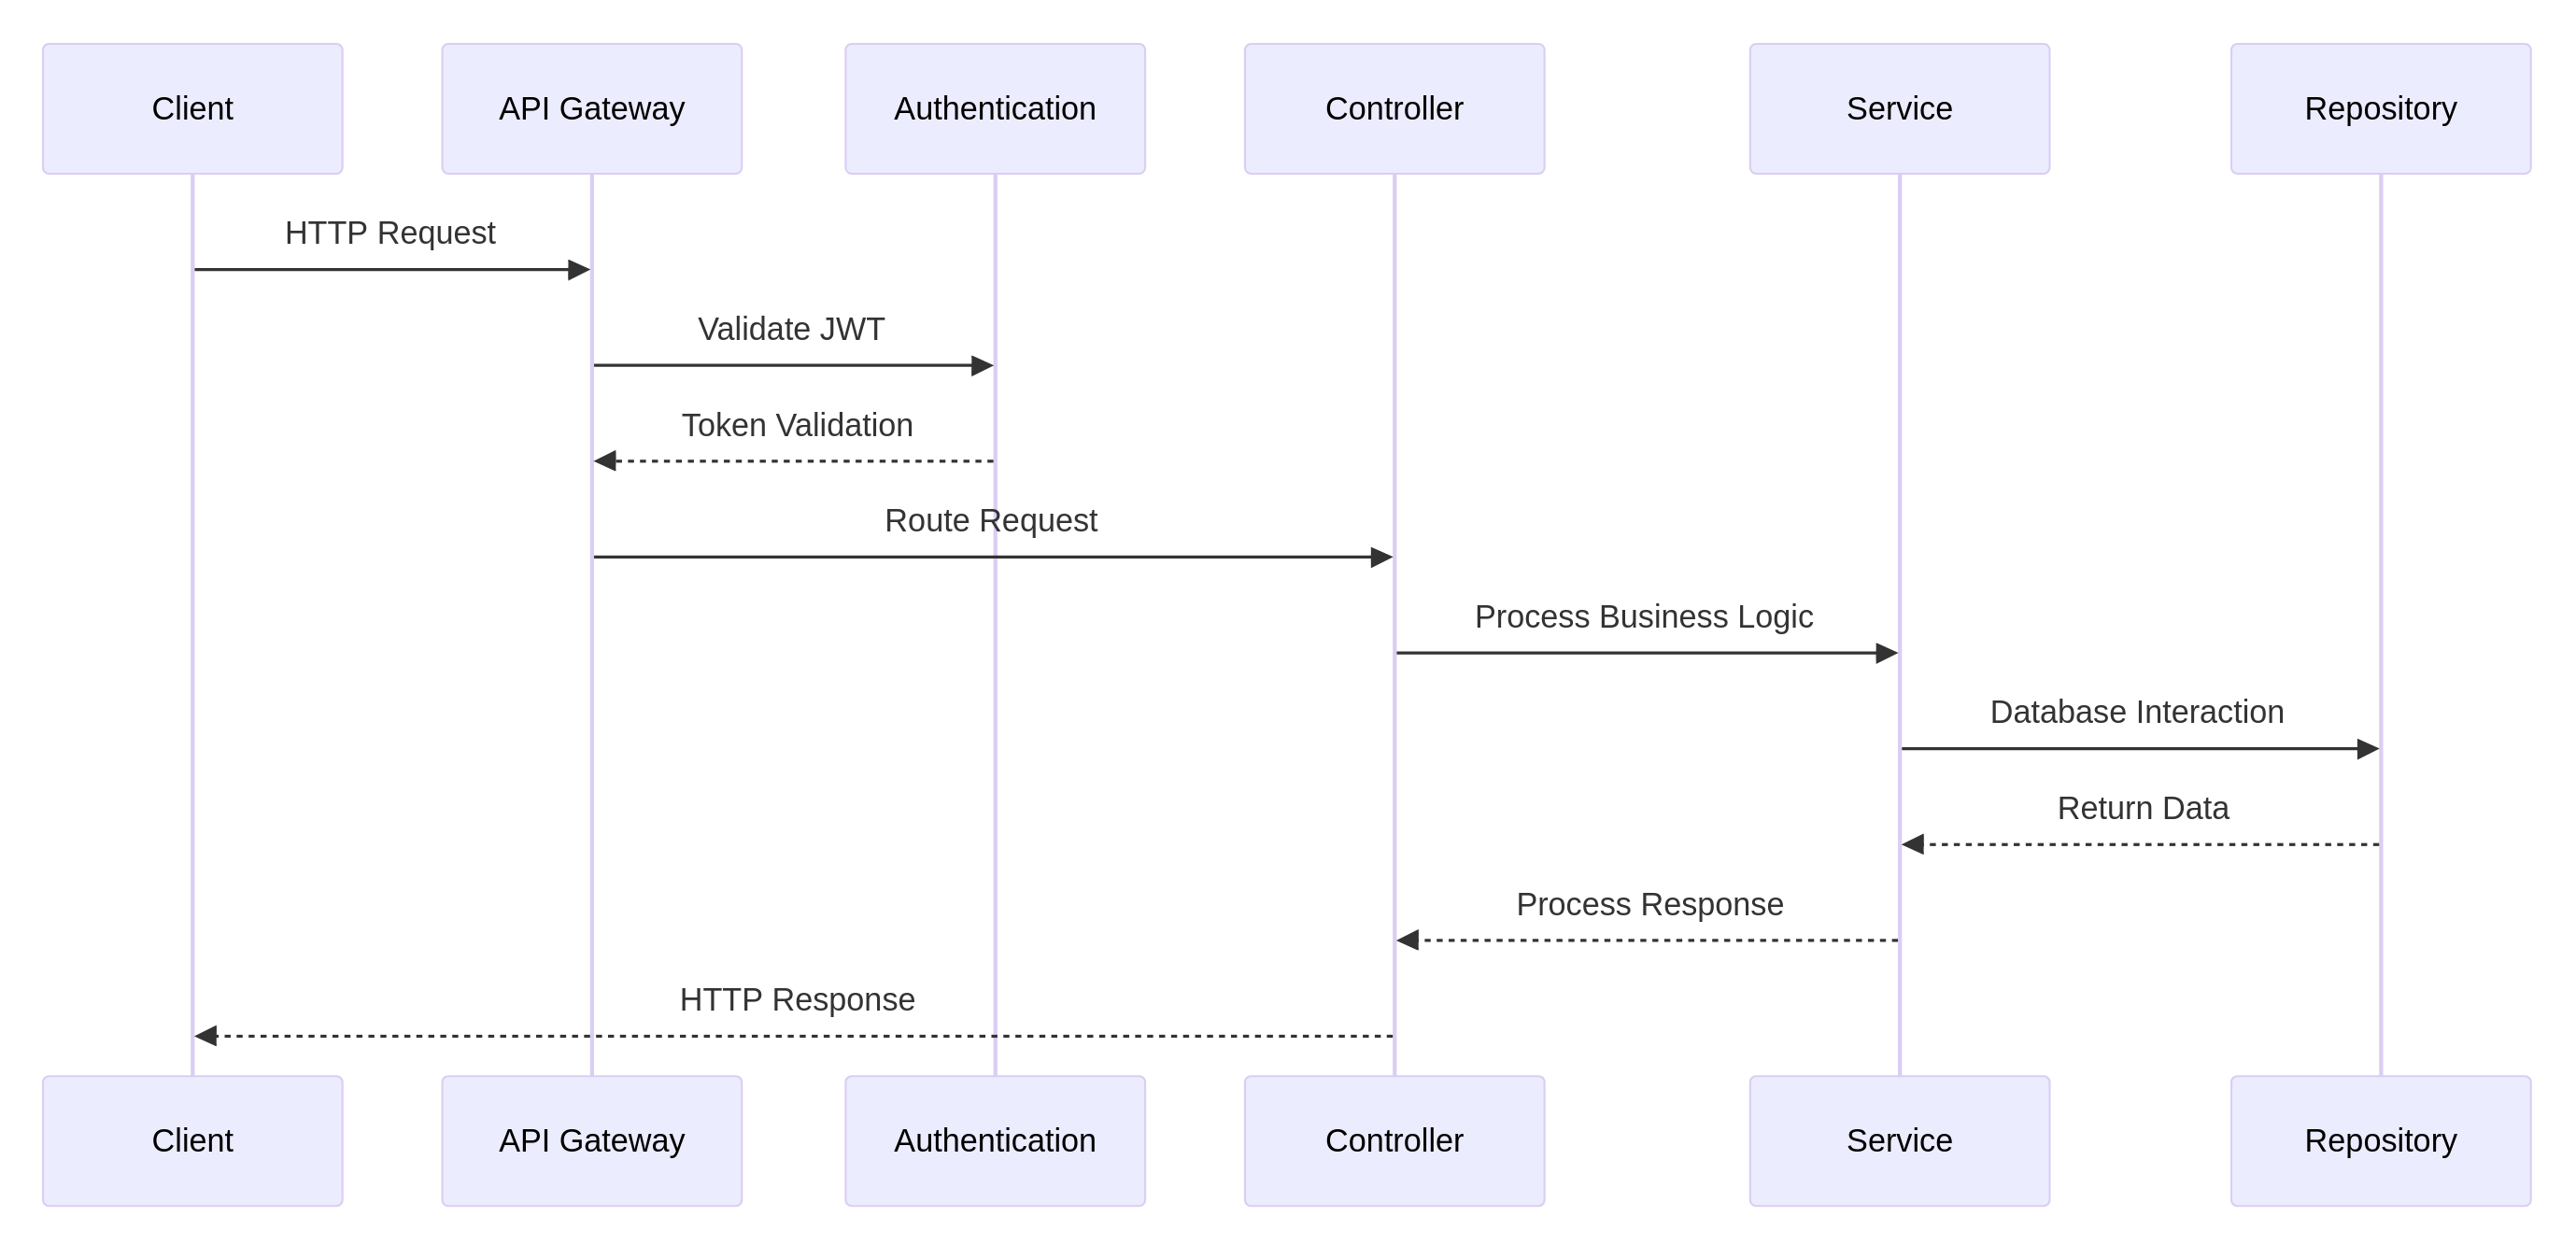 Client
API Gateway
Authentication
Controller
Service
Repository
HTTP Request
Validate JWT
Token Validation
Route Request
Process Business Logic
Database Interaction
Return Data
Process Response
HTTP Response
Client
API Gateway
Authentication
Controller
Service
Repository